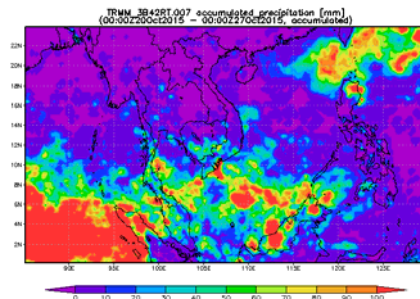 TRMM_3B42RT.007 accumulated precipitation [mm]
(00:00Z20Oct2015 – 00:00Z27Oct2015, accumulated)
22N
20N
18N
16N
14N
12N
10N
8N
6N
4N
2N
90E 95E 100E 105E 110E 115E 120E 125E
0 10 20 30 40 50 60 70 80 90 100